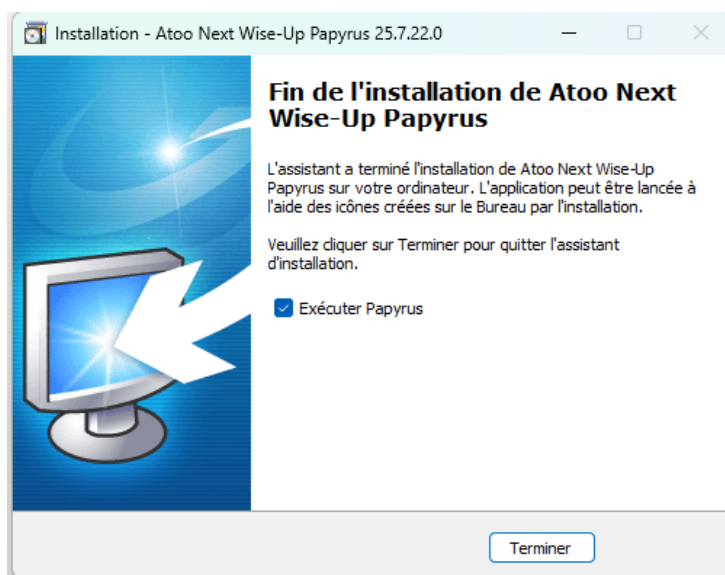 Installation - Atoo Next Wise-Up Papyrus 25.7.22.0
Fin de l'installation de Atoo Next
Wise-Up Papyrus
L'assistant a terminé l'installation de Atoo Next Wise-Up
Papyrus sur votre ordinateur. L'application peut être lancée à
l'aide des icônes créées sur le Bureau par l'installation.
Veuillez cliquer sur Terminer pour quitter l'assistant
d'installation.
Exécuter Papyrus
Terminer